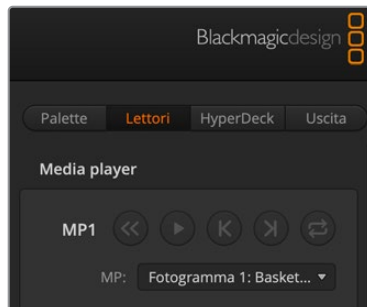 Blackmagicdesign
Palette Lettori HyperDeck Uscita
Media player
MP1
MP: Fotogramma 1: Basket...